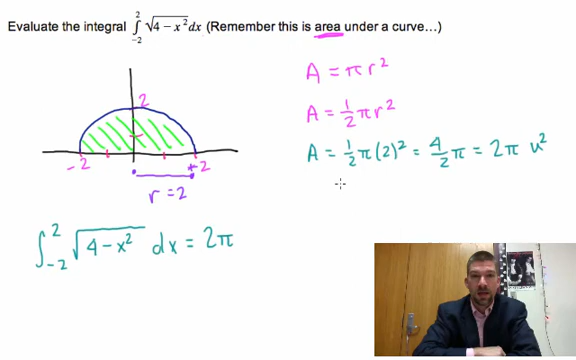 Evaluate the integral ∫_{-2}^{2} √(4 – x²) dx (Remember this is area under a curve…)
A = πr²
2
A = ½πr²
A = ½π(2)² = 4/2 π = 2π u²
-2
+2
r = 2
∫_{-2}^{2} √(4-x²) dx = 2π